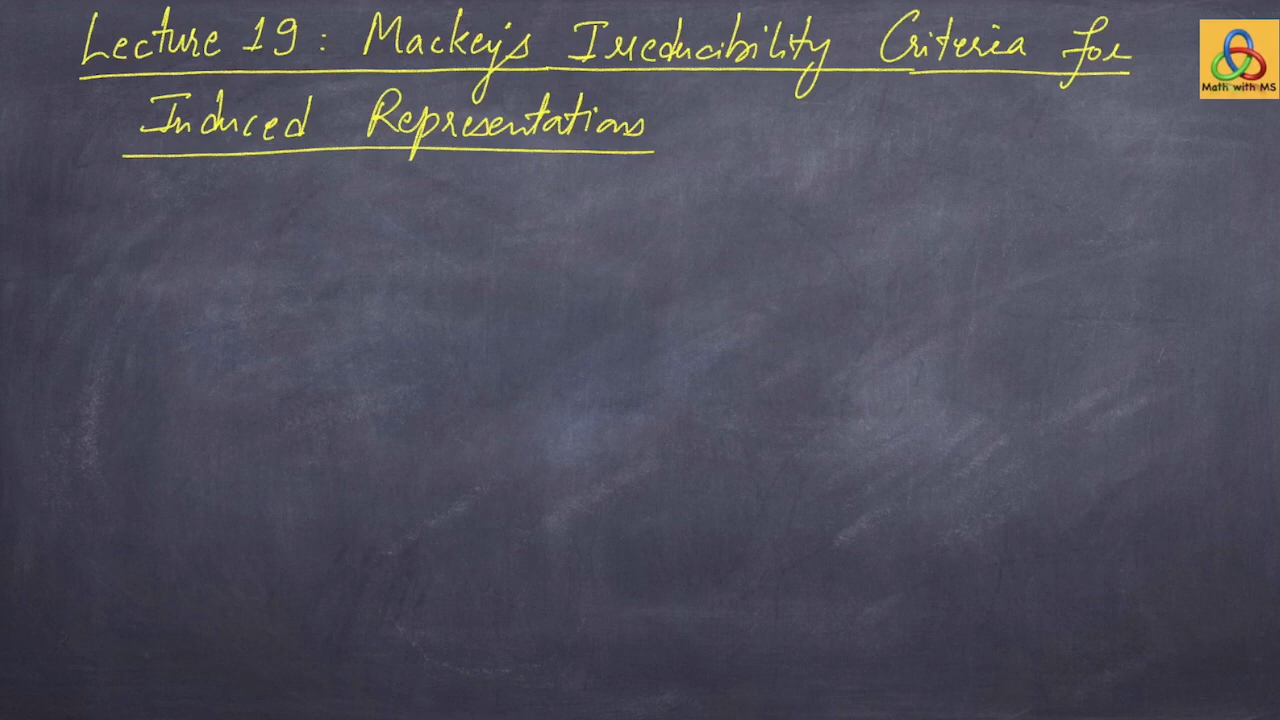 Lecture 19 : Mackey's Irreducibility Criteria for
Induced Representations
Math with MS